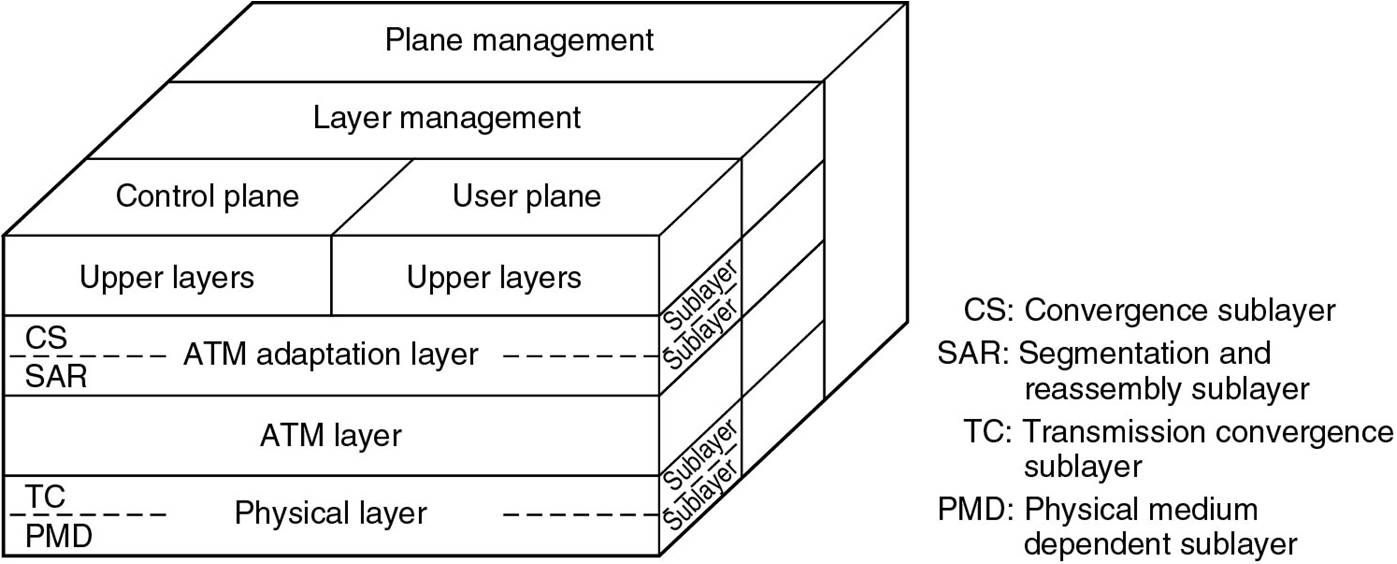 Plane management
Layer management
Control plane
User plane
Upper layers
Upper layers
CS
ATM adaptation layer
SAR
Sublayer
Sublayer
ATM layer
TC
Physical layer
PMD
Sublayer
Sublayer
CS: Convergence sublayer
SAR: Segmentation and
reassembly sublayer
TC: Transmission convergence
sublayer
PMD: Physical medium
dependent sublayer